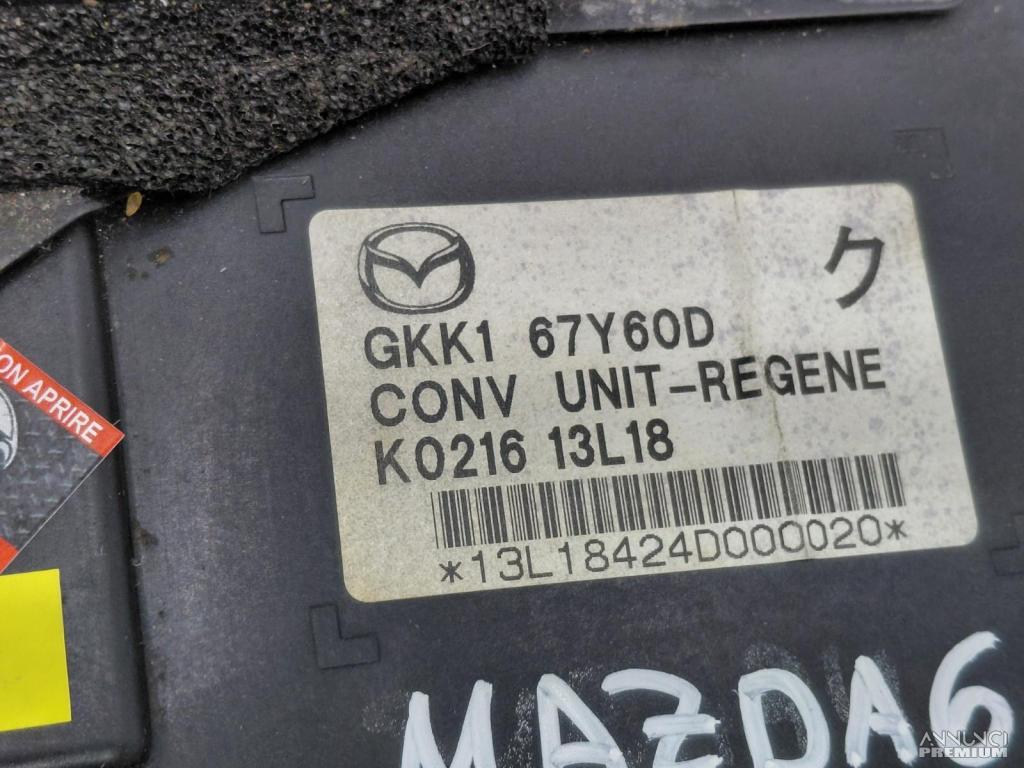 ク
GKK1 67Y60D
CONV UNIT-REGENE
K0216 13L18
*13L18424D000020*
ON APRIRE
MAZDA6
ANNUNCI
PREMIUM